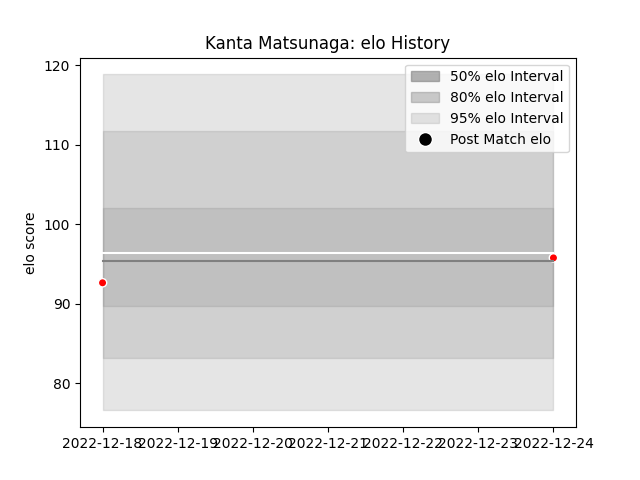 Kanta Matsunaga: elo History
120
110
100
90
80
elo score
50% elo Interval
80% elo Interval
95% elo Interval
Post Match elo
2022-12-18 2022-12-19 2022-12-20 2022-12-21 2022-12-22 2022-12-23 2022-12-24